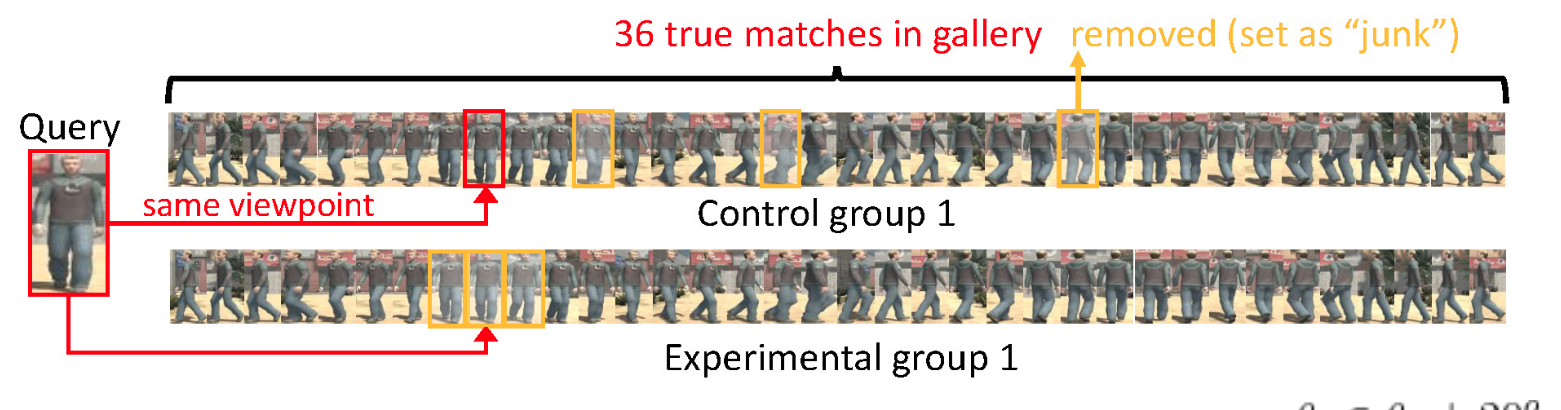 36 true matches in gallery removed (set as “junk”)
Query
same viewpoint
Control group 1
Experimental group 1